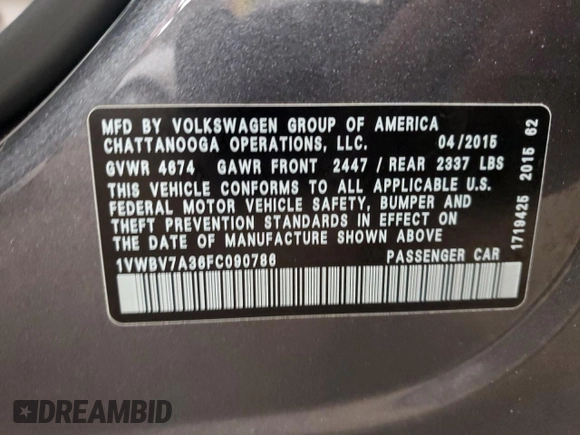 MFD BY VOLKSWAGEN GROUP OF AMERICA
CHATTANOOGA OPERATIONS, LLC. 04/2015
GVWR 4674 GAWR FRONT 2447 / REAR 2337 LBS
THIS VEHICLE CONFORMS TO ALL APPLICABLE U.S.
FEDERAL MOTOR VEHICLE SAFETY, BUMPER AND
THEFT PREVENTION STANDARDS IN EFFECT ON
THE DATE OF MANUFACTURE SHOWN ABOVE.
1VWBV7A36FC090786 PASSENGER CAR
1719425 2015 62
DREAMBID